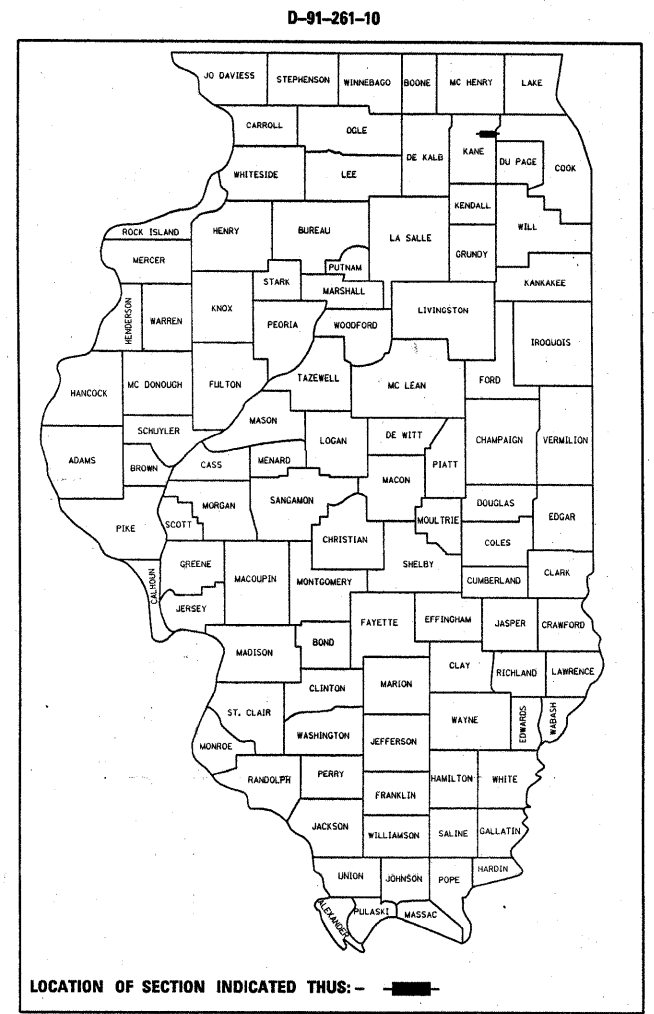 D-91-261-10
JO DAVIESS
STEPHENSON
WINNEBAGO
BOONE
MC HENRY
LAKE
CARROLL
OGLE
DE KALB
KANE
DU PAGE
COOK
WHITESIDE
LEE
KENDALL
WILL
ROCK ISLAND
HENRY
BUREAU
LA SALLE
GRUNDY
MERCER
PUTNAM
STARK
MARSHALL
KANKAKEE
HENDERSON
WARREN
KNOX
PEORIA
WOODFORD
LIVINGSTON
IROQUOIS
HANCOCK
MC DONOUGH
FULTON
TAZEWELL
MC LEAN
FORD
MASON
SCHUYLER
LOGAN
DE WITT
CHAMPAIGN
VERMILION
ADAMS
BROWN
CASS
MENARD
PIATT
MACON
MORGAN
SANGAMON
DOUGLAS
EDGAR
PIKE
SCOTT
MOULTRIE
CHRISTIAN
COLES
GREENE
SHELBY
CALHOUN
MACOUPIN
MONTGOMERY
CUMBERLAND
CLARK
JERSEY
FAYETTE
EFFINGHAM
JASPER
CRAWFORD
MADISON
BOND
CLAY
RICHLAND
LAWRENCE
CLINTON
MARION
ST. CLAIR
WAYNE
EDWARDS
WABASH
WASHINGTON
JEFFERSON
MONROE
RANDOLPH
PERRY
HAMILTON
WHITE
FRANKLIN
JACKSON
WILLIAMSON
SALINE
GALLATIN
UNION
JOHNSON
POPE
HARDIN
ALEXANDER
PULASKI
MASSAC
LOCATION OF SECTION INDICATED THUS:-